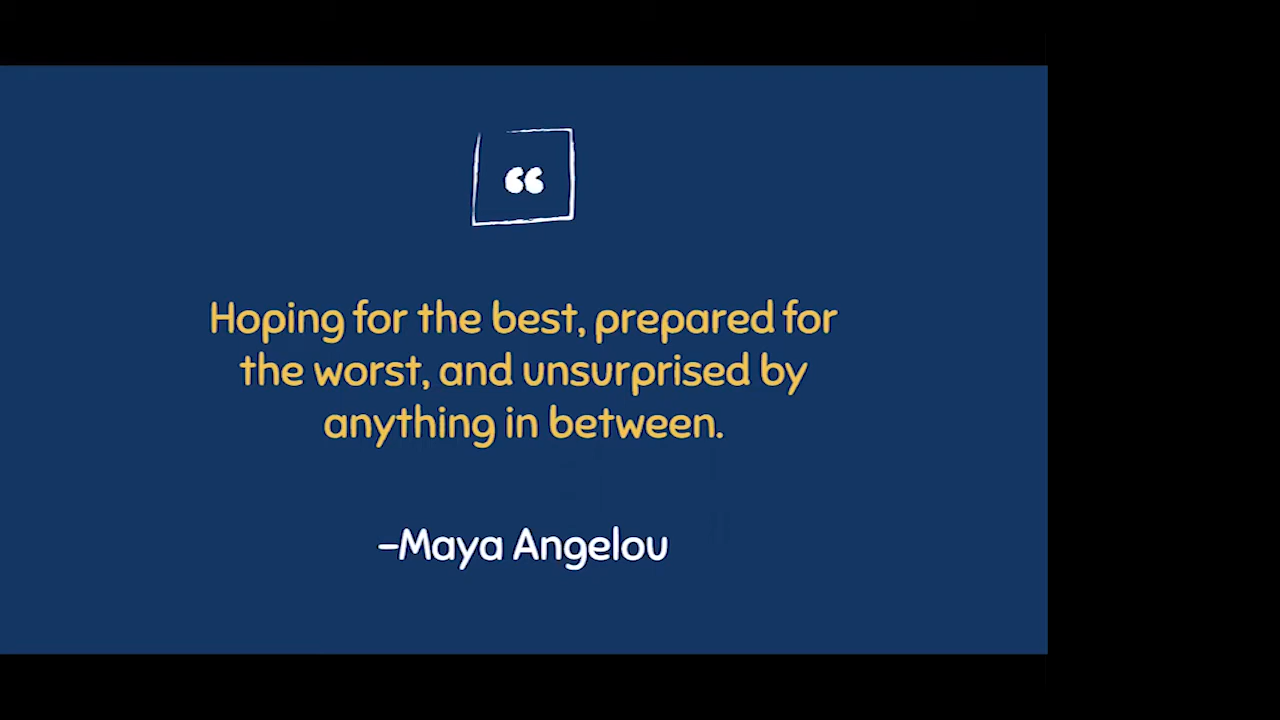 “
Hoping for the best, prepared for
the worst, and unsurprised by
anything in between.
–Maya Angelou